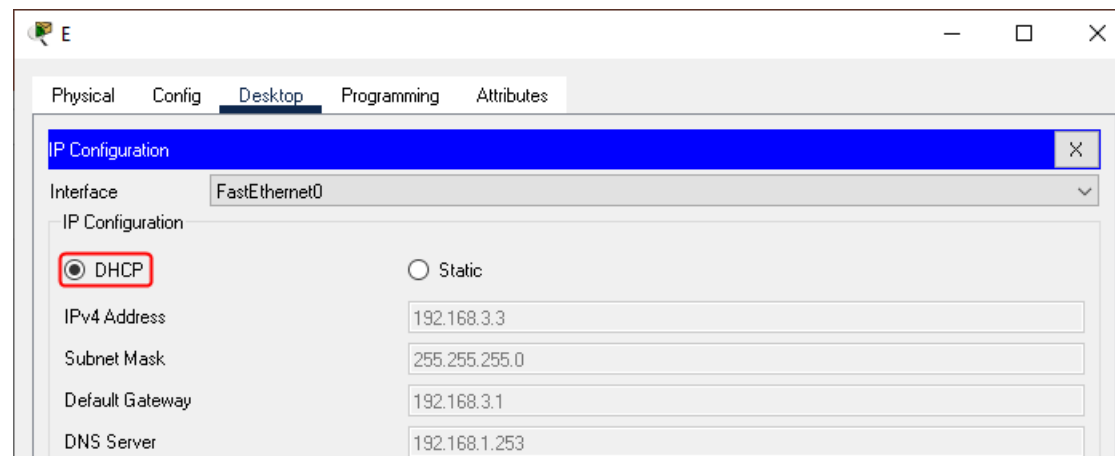 E
Physical Config Desktop Programming Attributes
IP Configuration X
Interface FastEthernet0
IP Configuration
DHCP Static
IPv4 Address 192.168.3.3
Subnet Mask 255.255.255.0
Default Gateway 192.168.3.1
DNS Server 192.168.1.253